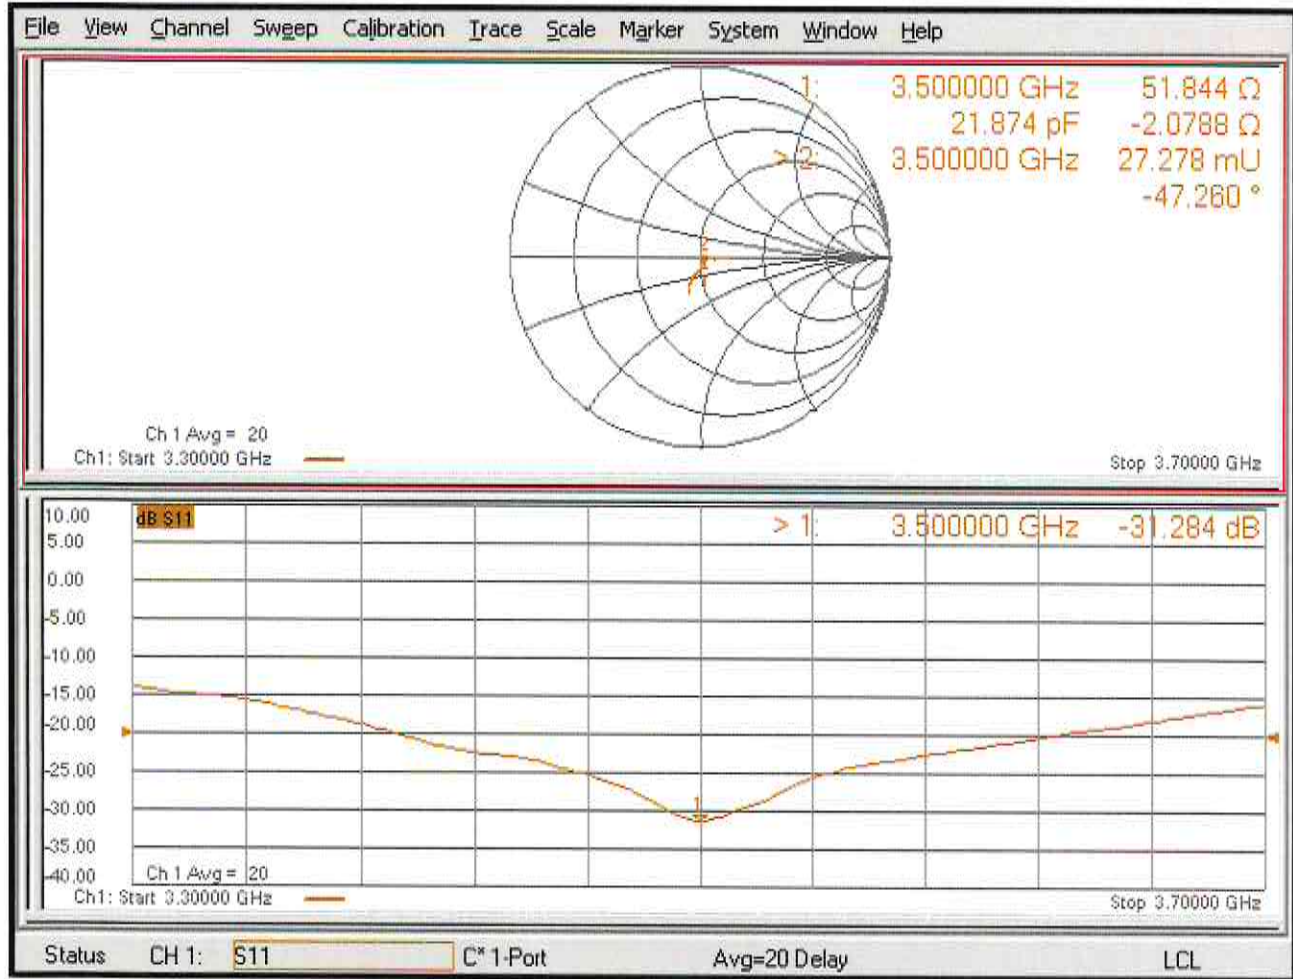 File View Channel Sweep Calibration Trace Scale Marker System Window Help
1: 3.500000 GHz 51.844 Ω
21.874 pF -2.0788 Ω
> 2: 3.500000 GHz 27.278 mU
-47.260 °
Ch 1 Avg = 20
Ch1: Start 3.30000 GHz
Stop 3.70000 GHz
10.00
dB S11
> 1: 3.500000 GHz -31.284 dB
5.00
0.00
-5.00
-10.00
-15.00
-20.00
-25.00
-30.00
1
-35.00
-40.00
Ch 1 Avg = 20
Ch1: Start 3.30000 GHz
Stop 3.70000 GHz
Status CH 1: S11 C* 1-Port Avg=20 Delay LCL